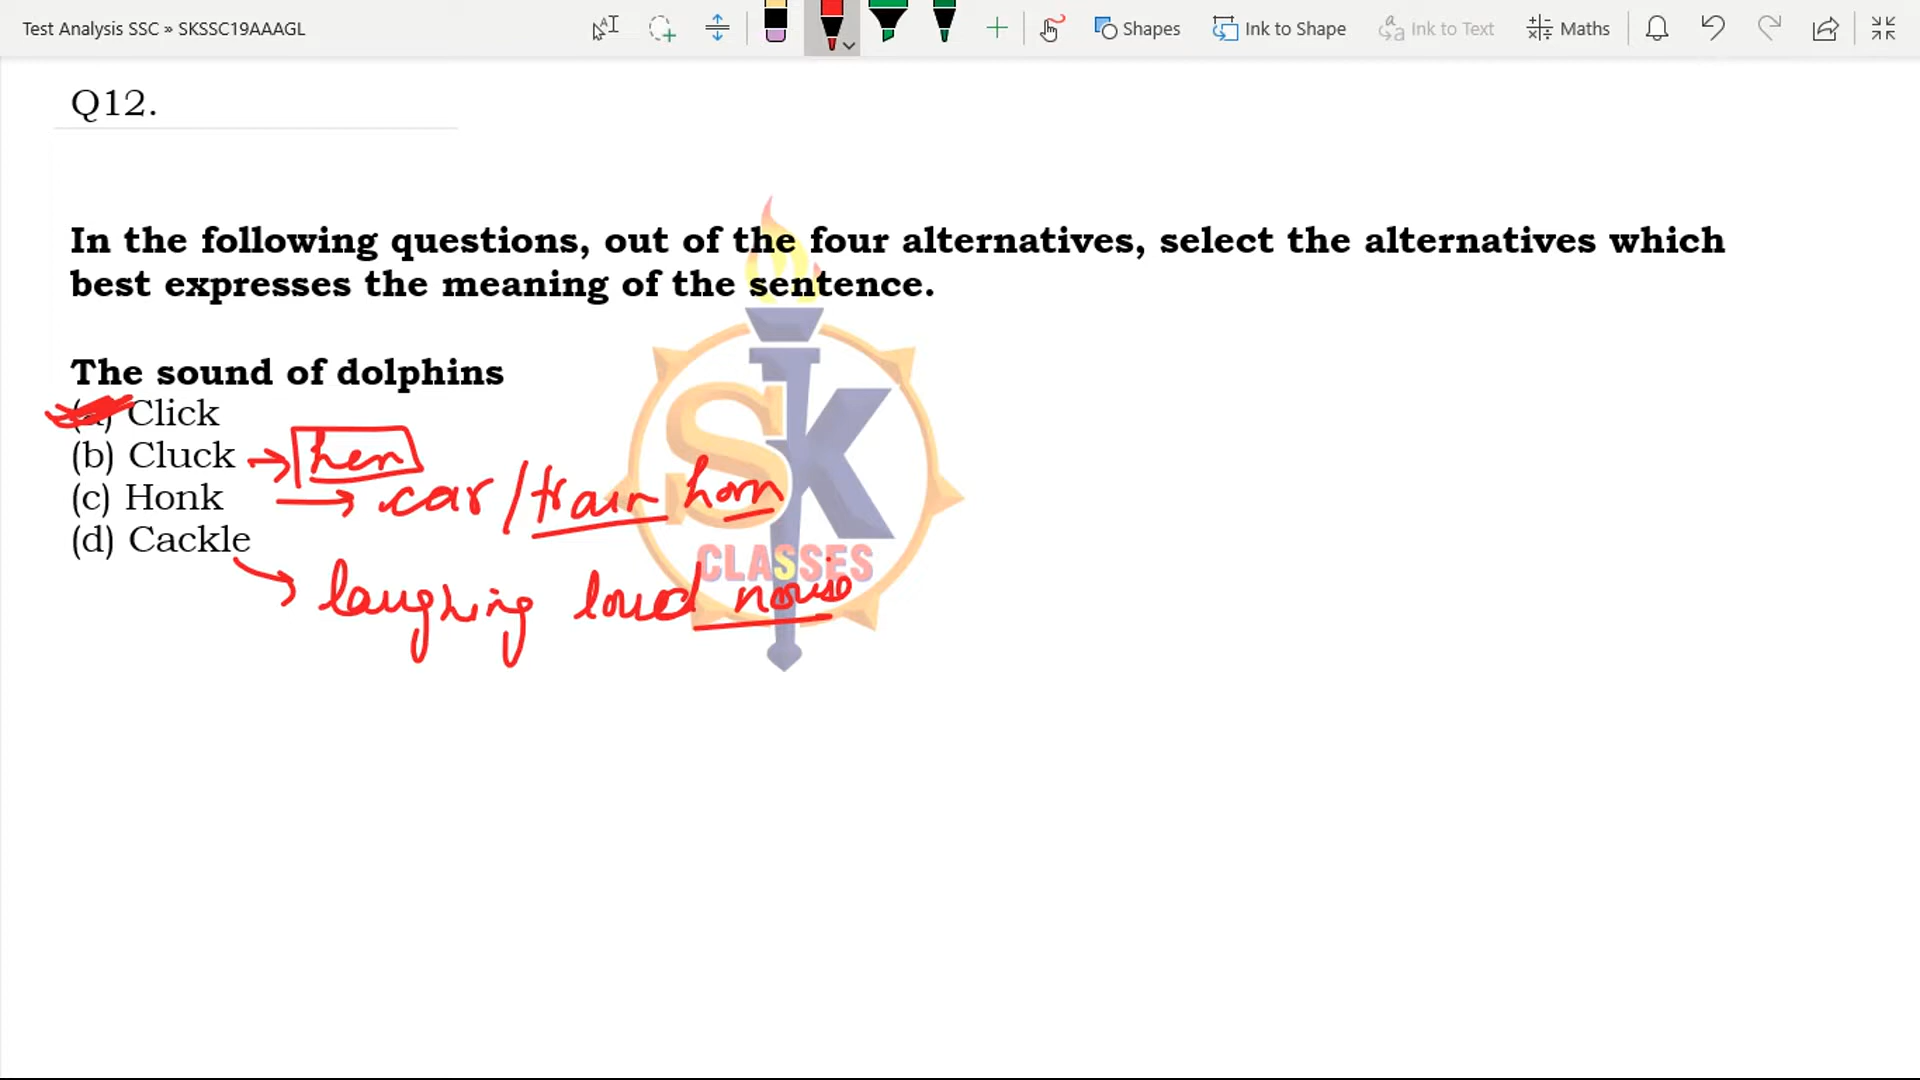 Test Analysis SSC » SKSSC19AAAGL
Shapes
Ink to Shape
Ink to Text
Maths
Q12.
In the following questions, out of the four alternatives, select the alternatives which
best expresses the meaning of the sentence.
The sound of dolphins
(a) Click
(b) Cluck → hen
(c) Honk → car / train horn
(d) Cackle
→ laughing loud
SK
CLASSES